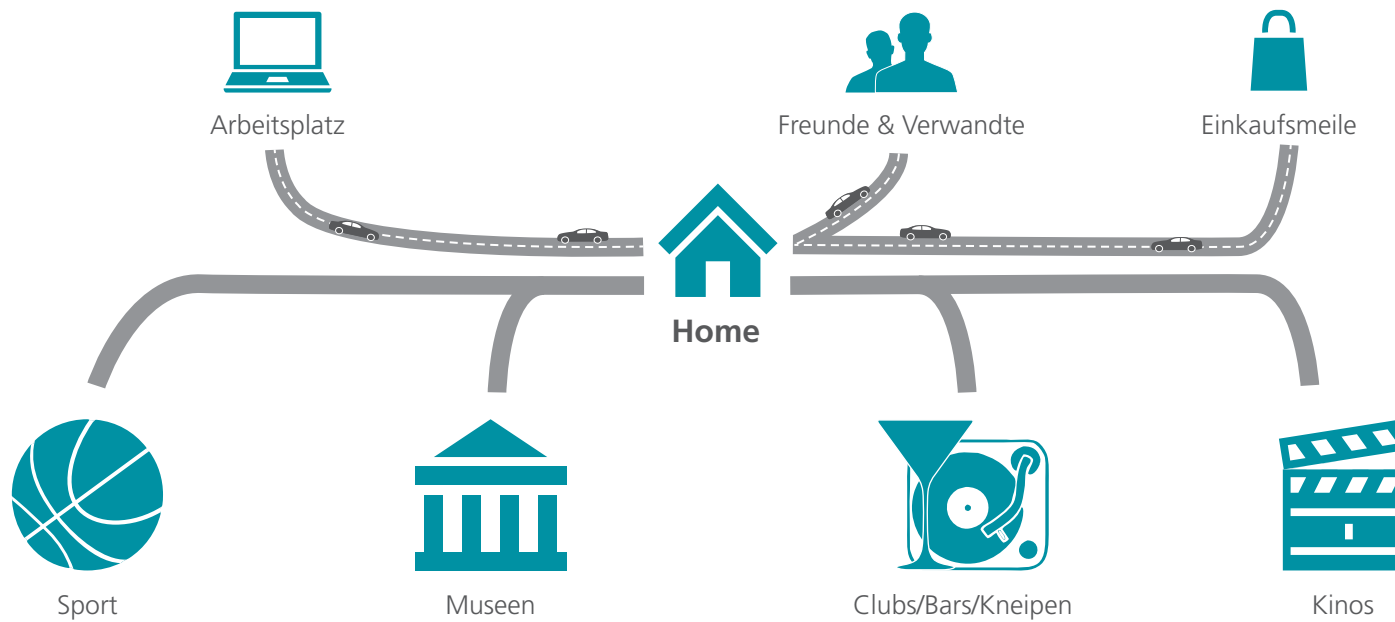 Arbeitsplatz
Freunde & Verwandte
Einkaufsmeile
Home
Sport
Museen
Clubs/Bars/Kneipen
Kinos